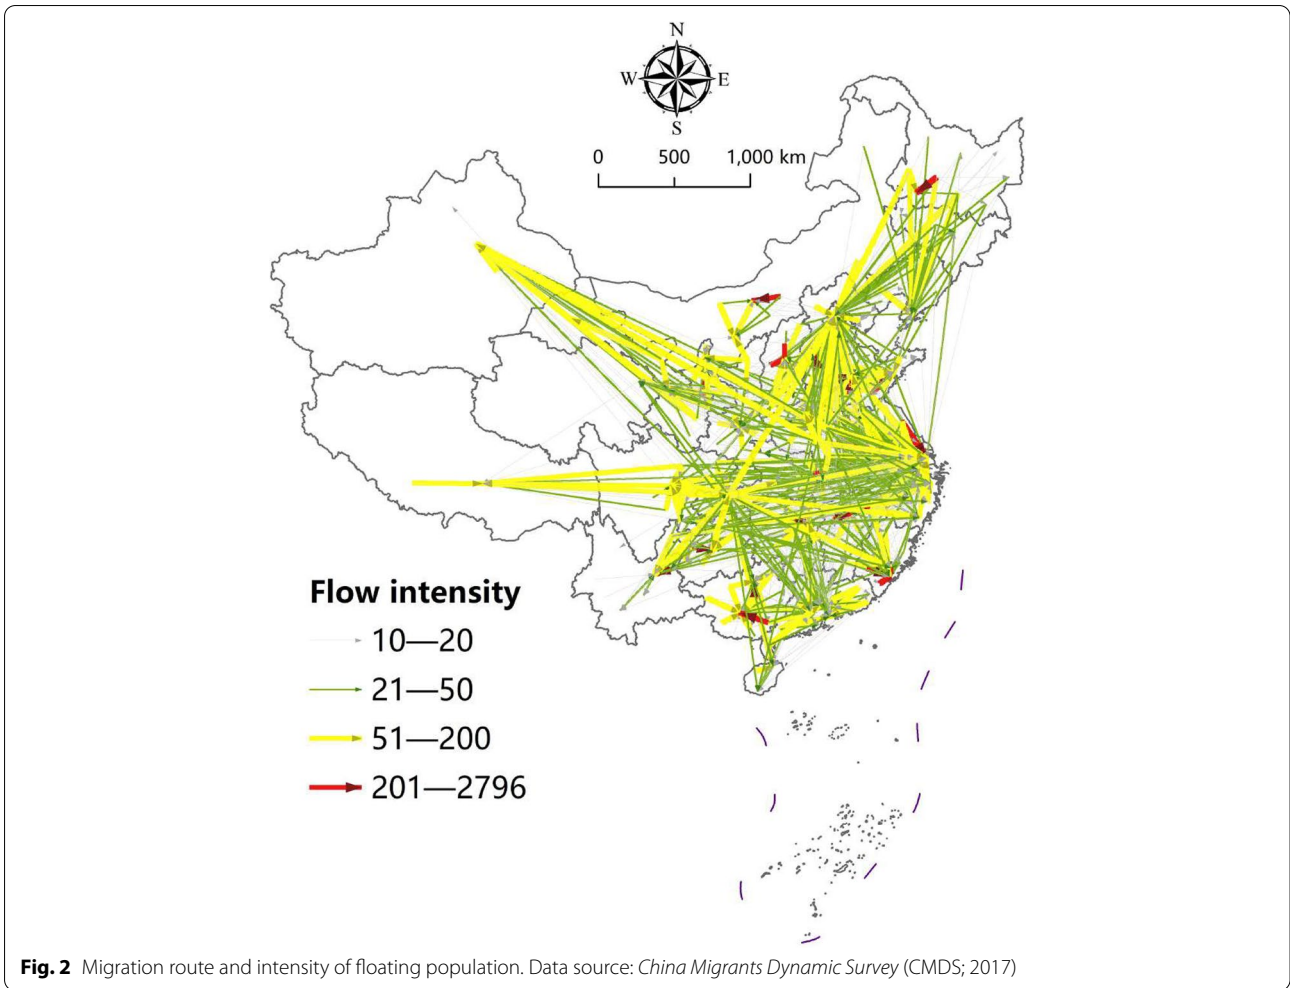 N
W E
S
0 500 1,000 km
Flow intensity
10—20
21—50
51—200
201—2796
Fig. 2 Migration route and intensity of floating population. Data source: China Migrants Dynamic Survey (CMDS; 2017)